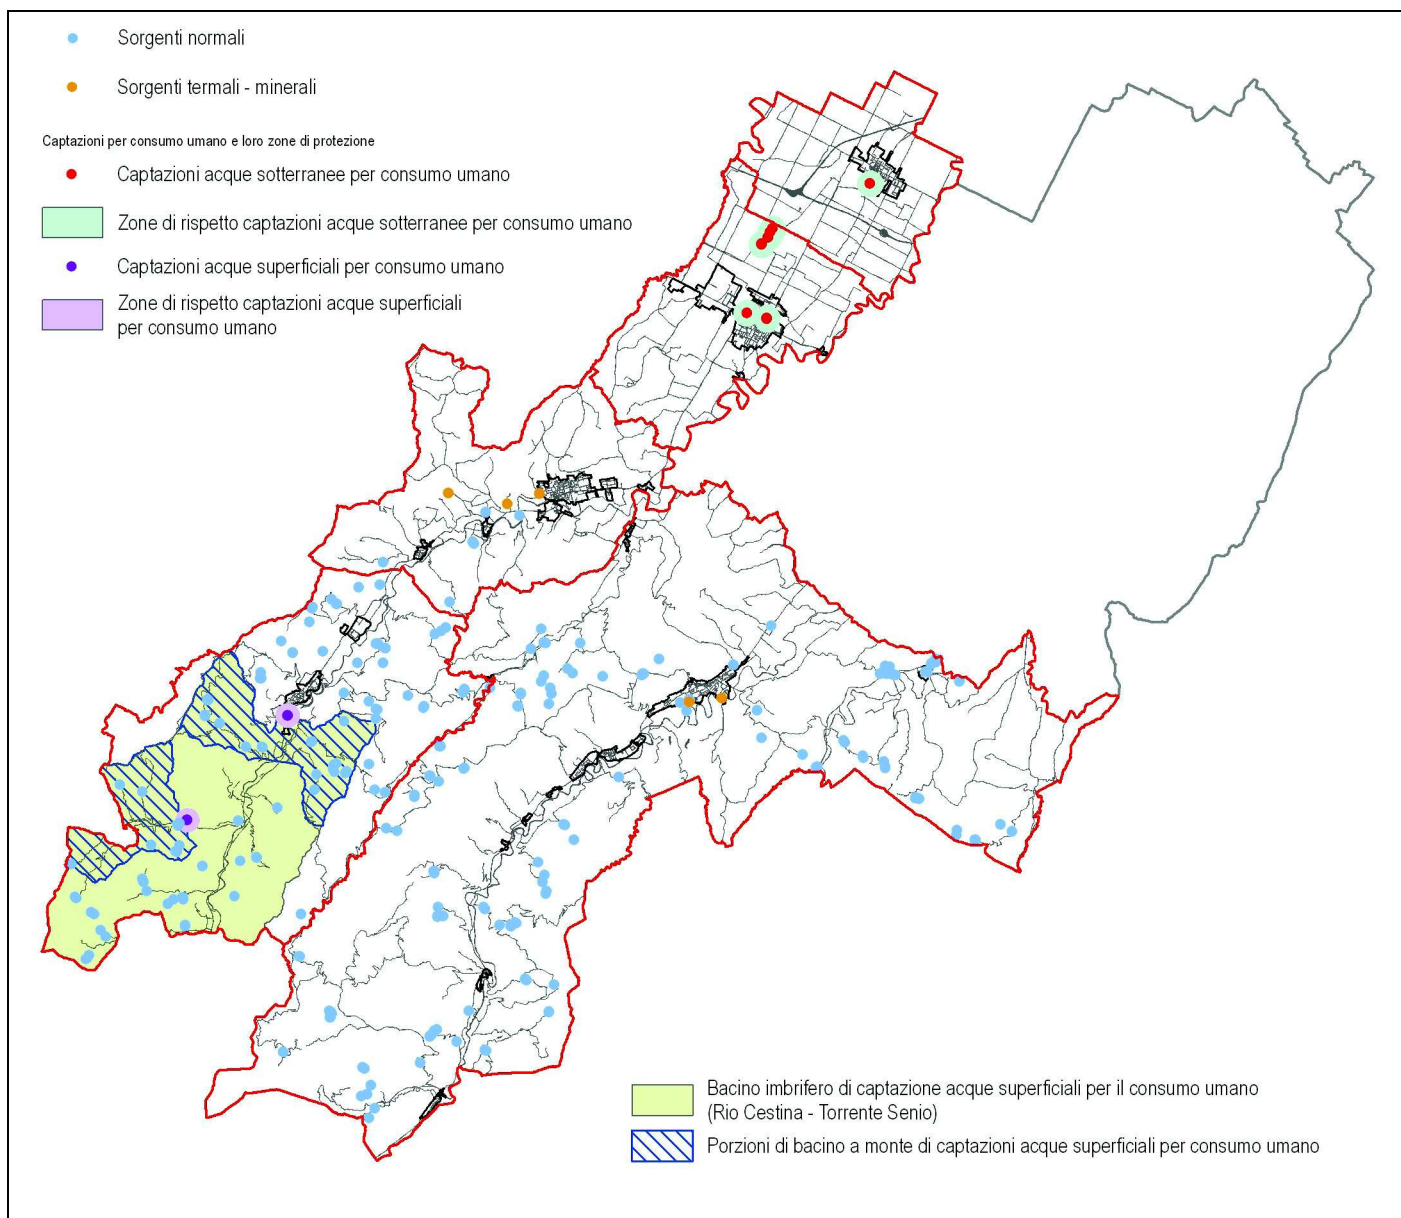 Sorgenti normali
Sorgenti termali - minerali
Captazioni per consumo umano e loro zone di protezione
Captazioni acque sotterranee per consumo umano
Zone di rispetto captazioni acque sotterranee per consumo umano
Captazioni acque superficiali per consumo umano
Zone di rispetto captazioni acque superficiali
per consumo umano
Bacino imbrifero di captazione acque superficiali per il consumo umano
(Rio Cestina - Torrente Senio)
Porzioni di bacino a monte di captazioni acque superficiali per consumo umano